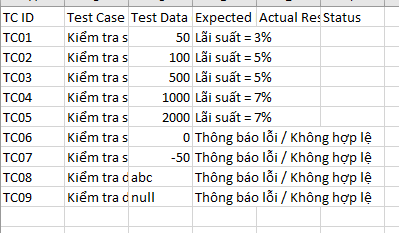 TC ID Test Case Test Data Expected Actual Res Status
TC01 Kiểm tra s 50 Lãi suất = 3%
TC02 Kiểm tra s 100 Lãi suất = 5%
TC03 Kiểm tra s 500 Lãi suất = 5%
TC04 Kiểm tra s 1000 Lãi suất = 7%
TC05 Kiểm tra s 2000 Lãi suất = 7%
TC06 Kiểm tra s 0 Thông báo lỗi / Không hợp lệ
TC07 Kiểm tra s -50 Thông báo lỗi / Không hợp lệ
TC08 Kiểm tra d abc Thông báo lỗi / Không hợp lệ
TC09 Kiểm tra d null Thông báo lỗi / Không hợp lệ